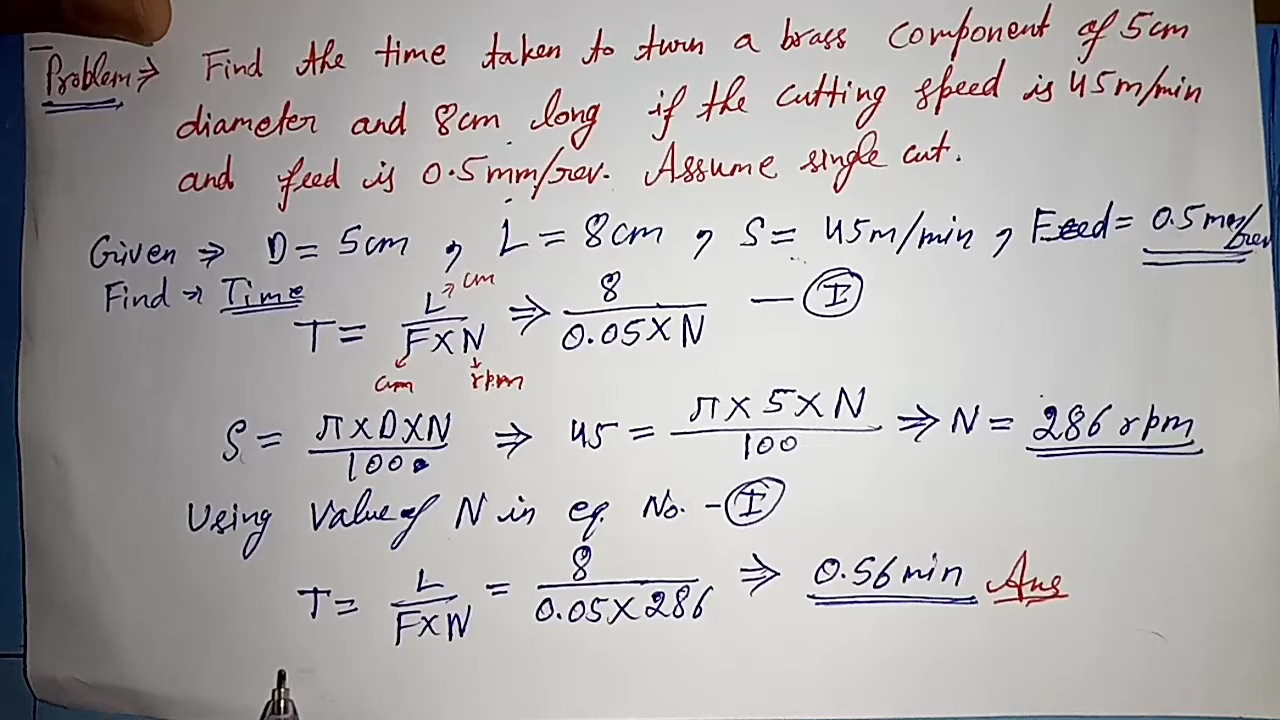 Problem ⇒ Find the time taken to turn a brass component of 5cm
diameter and 8cm long if the cutting speed is 45m/min
and feed is 0.5mm/rev. Assume single cut.
Given ⇒ D = 5cm , L = 8cm , S = 45m/min , Feed = 0.5mm/rev
Find → Time
T = L/F×N ⇒ 8/0.05×N — Ⓘ
cm
cm rpm
S = π×D×N/100 ⇒ 45 = π×5×N/100 ⇒ N = 286 rpm
Using Value of N in eq. No. - Ⓘ
T = L/F×N = 8/0.05×286 ⇒ 0.56min Ans